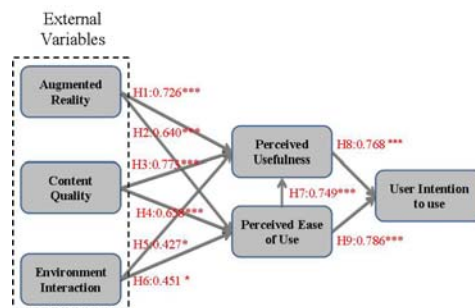 External
Variables
Augmented
Reality
H1:0.726***
H2:0.640***
Perceived
Usefulness
H8:0.768 ***
H3:0.773***
Content
Quality
H7:0.749***
User Intention
to use
H4:0.658***
Perceived Ease
of Use
H5:0.427*
H9:0.786***
Environment
Interaction
H6:0.451 *